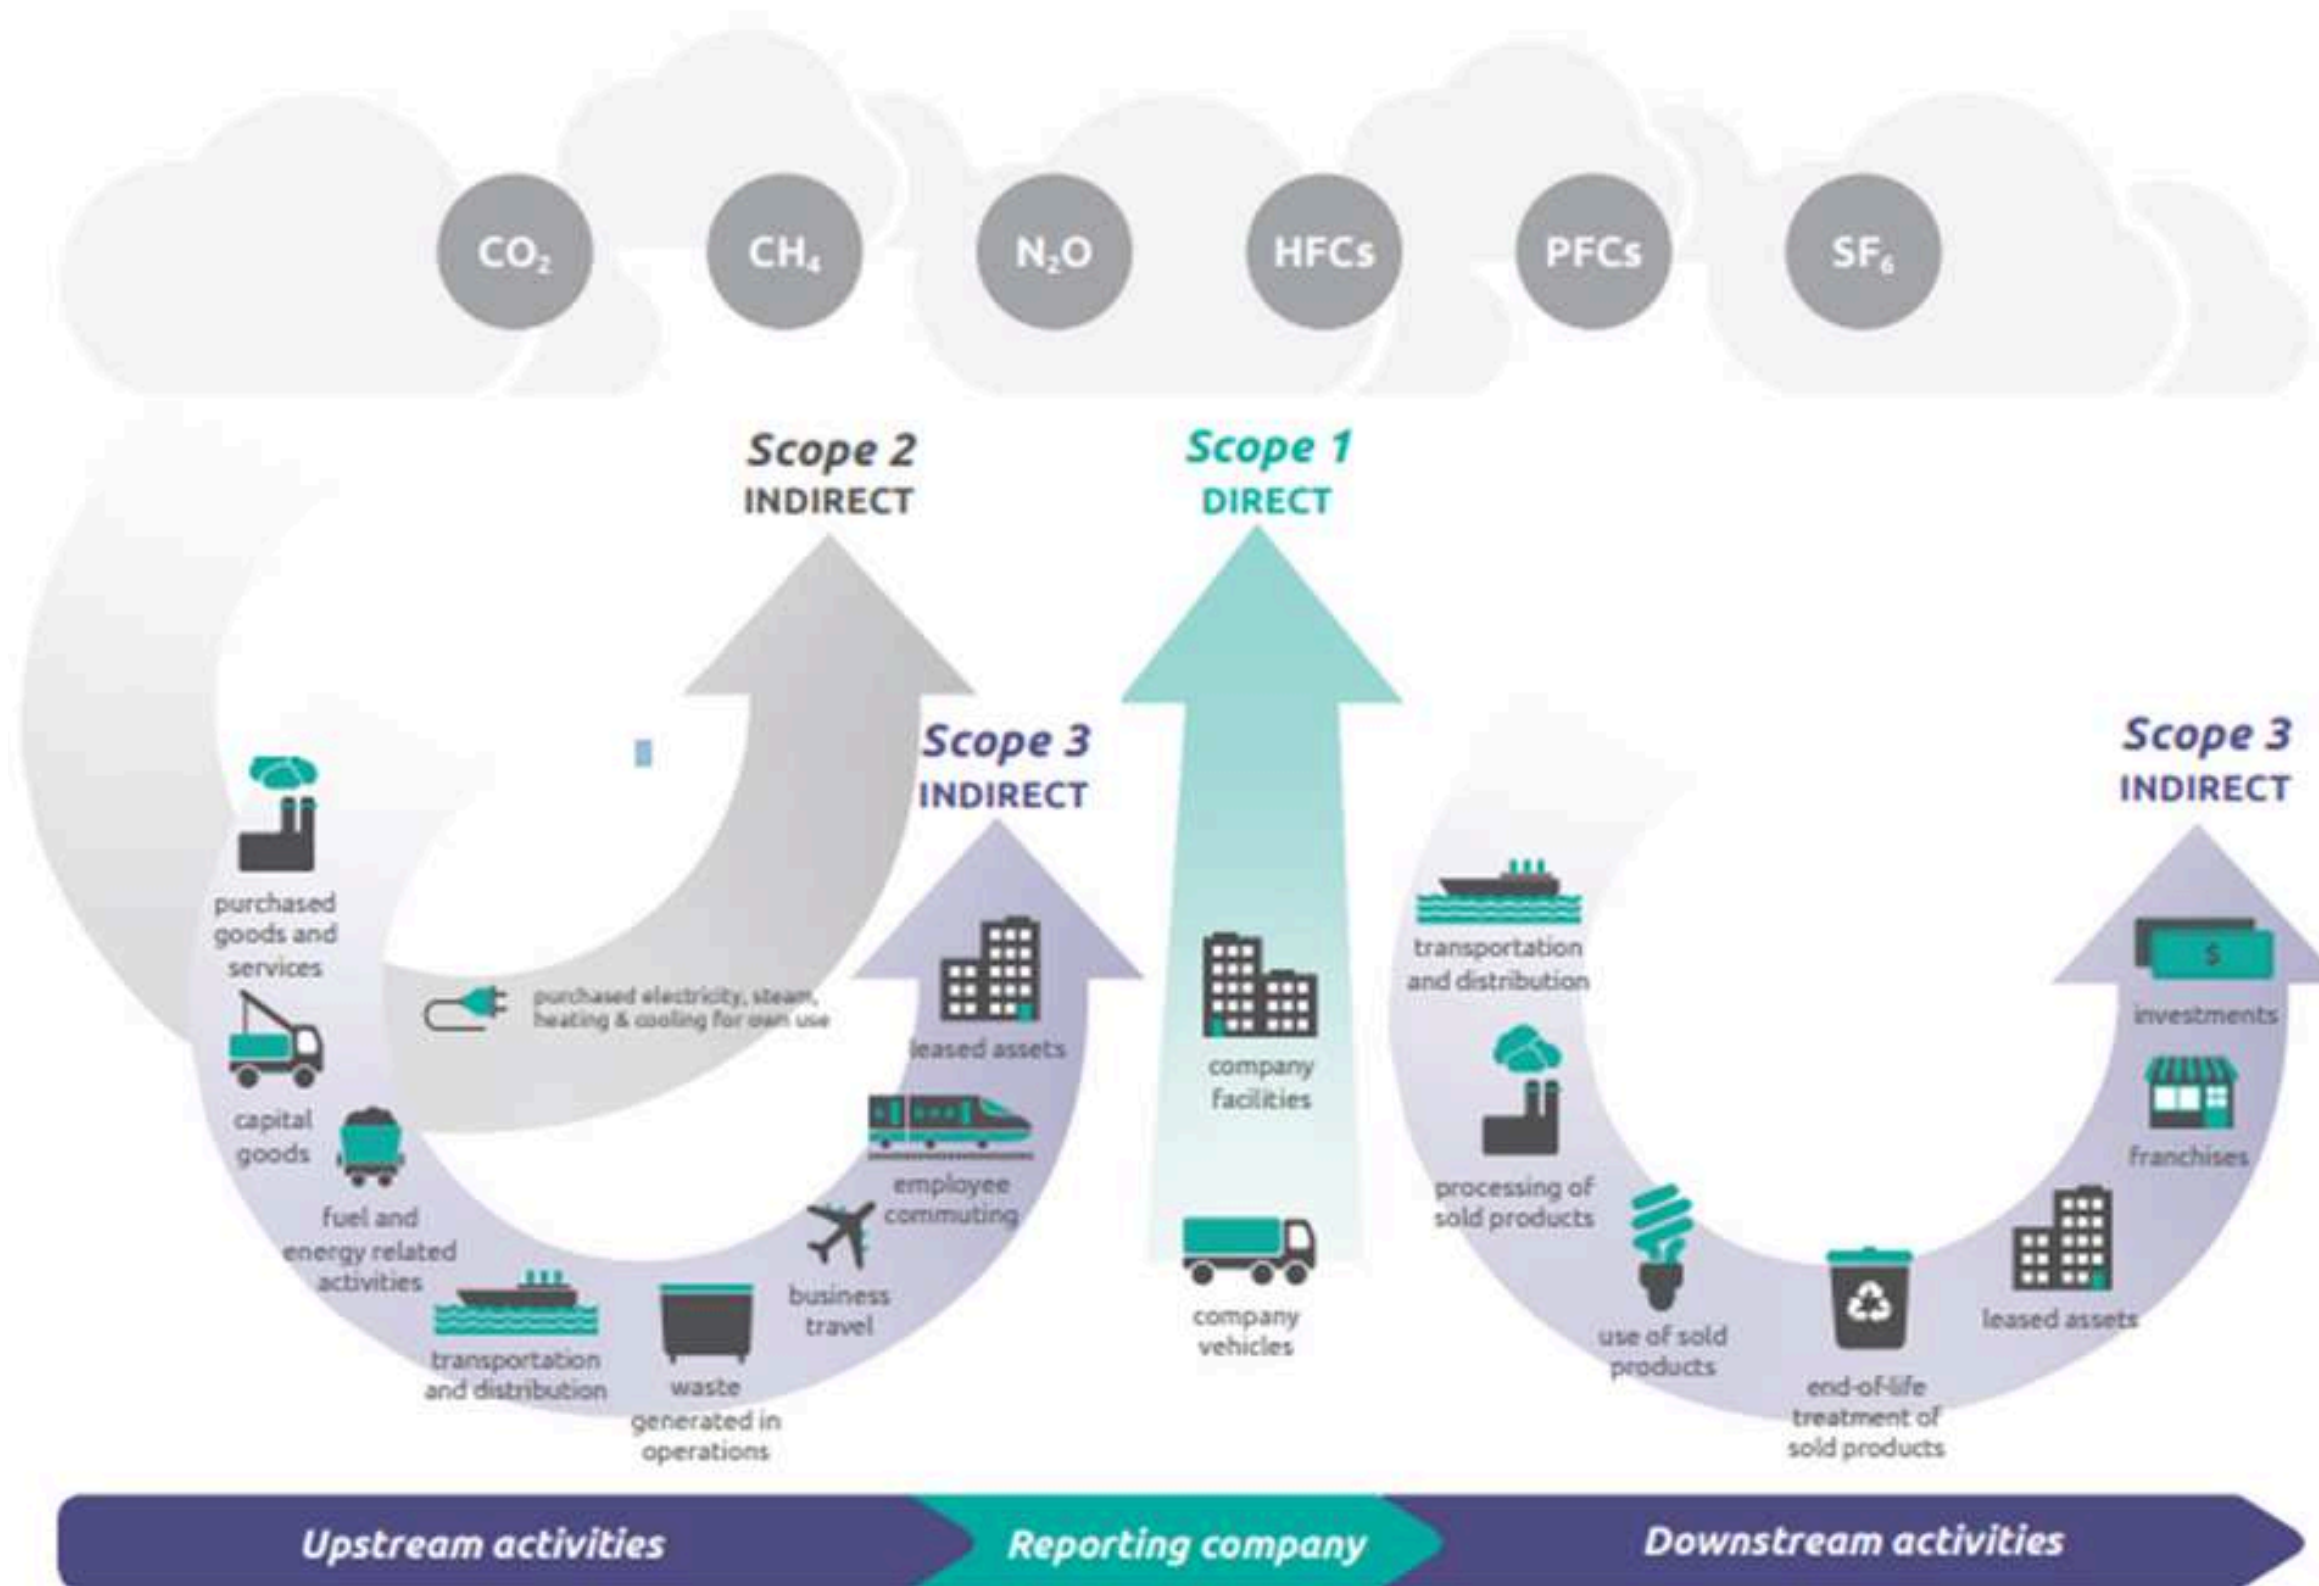 CO₂
CH₄
N₂O
HFCs
PFCs
SF₆
Scope 2
INDIRECT
Scope 1
DIRECT
Scope 3
INDIRECT
Scope 3
INDIRECT
purchased
goods and
services
capital
goods
fuel and
energy related
activities
purchased electricity, steam,
heating & cooling for own use
transportation
and distribution
waste
generated in
operations
business
travel
employee
commuting
leased assets
company
facilities
company
vehicles
transportation
and distribution
processing of
sold products
use of sold
products
end-of-life
treatment of
sold products
leased assets
franchises
$
investments
Upstream activities
Reporting company
Downstream activities